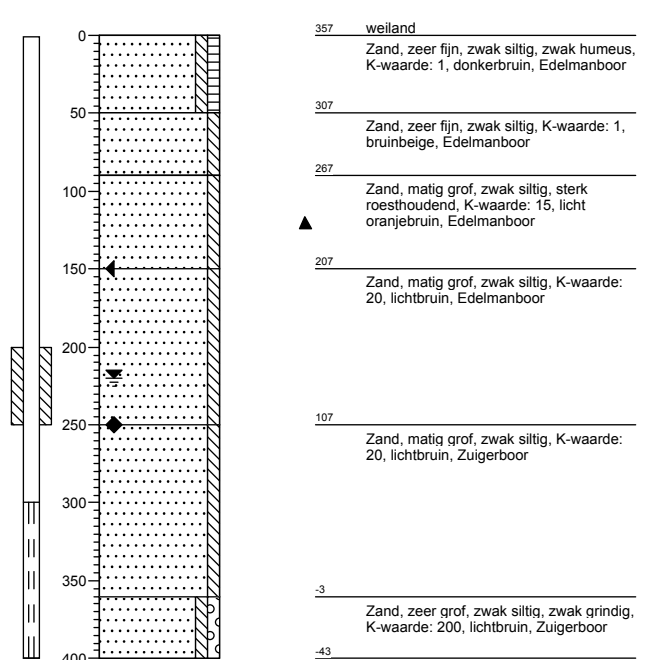 0
50
100
150
200
250
300
350
400
357 weiland
Zand, zeer fijn, zwak siltig, zwak humeus,
K-waarde: 1, donkerbruin, Edelmanboor
307
Zand, zeer fijn, zwak siltig, K-waarde: 1,
bruinbeige, Edelmanboor
267
Zand, matig grof, zwak siltig, sterk
roesthoudend, K-waarde: 15, licht
oranjebruin, Edelmanboor
207
Zand, matig grof, zwak siltig, K-waarde:
20, lichtbruin, Edelmanboor
107
Zand, matig grof, zwak siltig, K-waarde:
20, lichtbruin, Zuigerboor
-3
Zand, zeer grof, zwak siltig, zwak grindig,
K-waarde: 200, lichtbruin, Zuigerboor
-43